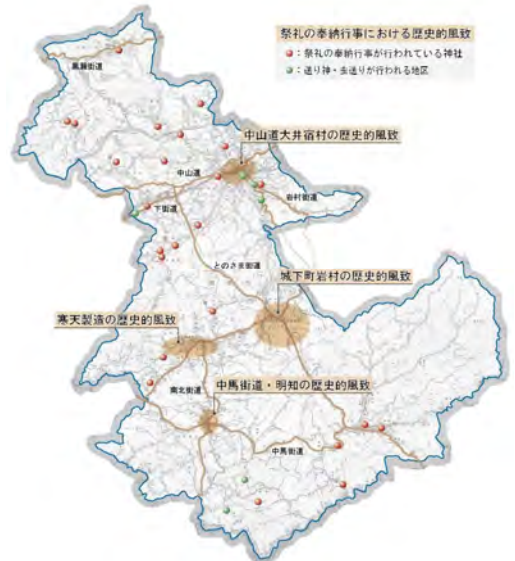 祭礼の奉納行事における歴史的風致
：祭礼の奉納行事が行われている神社
：送り神・虫送りが行われる地区
黒瀬街道
中山道大井宿村の歴史的風致
中山道
下街道
岩村街道
とのさま街道
城下町岩村の歴史的風致
寒天製造の歴史的風致
南北街道
中馬街道・明知の歴史的風致
中馬街道